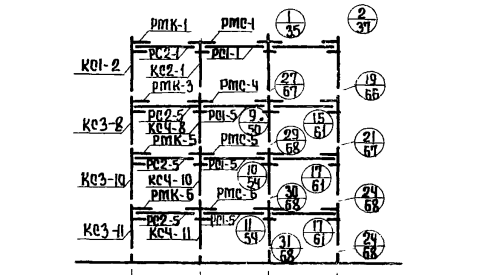 РМК-1 РМС-1 1/35 2/37
РС2-1 РС1-1
КС1-2 КС2-1
РМК-3 РМС-4 27/67 19/66
РС2-5 РС1-5 9/50 15/61
КС3-8 КС4-8
РМК-5 РМС-5 29/68 21/67
РС2-5 РС1-5 10/54 17/61
КС3-10 КС4-10
РМК-6 РМС-6 30/68 24/68
РС2-5 РС1-5 11/54 17/61
КС3-11 КС4-11 31/68 24/68